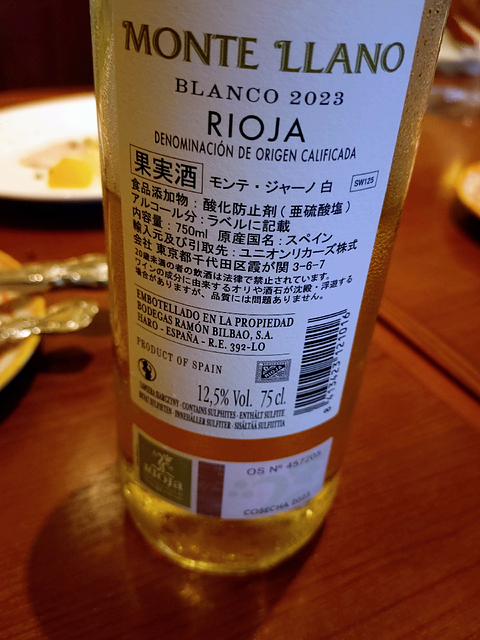 MONTE LLANO
BLANCO 2023
RIOJA
DENOMINACIÓN DE ORIGEN CALIFICADA
果実酒 モンテ・ジャーノ 白 SW125
食品添加物：酸化防止剤（亜硫酸塩）
アルコール分：ラベルに記載
内容量：750ml 原産国名：スペイン
輸入元及び引取先：ユニオンリカーズ株式
会社 東京都千代田区霞が関 3-6-7
20歳未満の者の飲酒は法律で禁止されています。
ワインの成分に由来するオリや酒石が沈殿・浮遊する
場合がありますが、品質には問題ありません。
EMBOTELLADO EN LA PROPIEDAD
BODEGAS RAMÓN BILBAO, S.A.
HARO - ESPAÑA - R.E. 392-LO
PRODUCT OF SPAIN
12,5% Vol. 75 cl.
CONTAINS SULPHITES · ENTHÄLT SULFITE
INNEHÅLLER SULFITER · SISÄLTÄÄ SULFIITTIA
Rioja
OS Nº 457205
COSECHA 2023